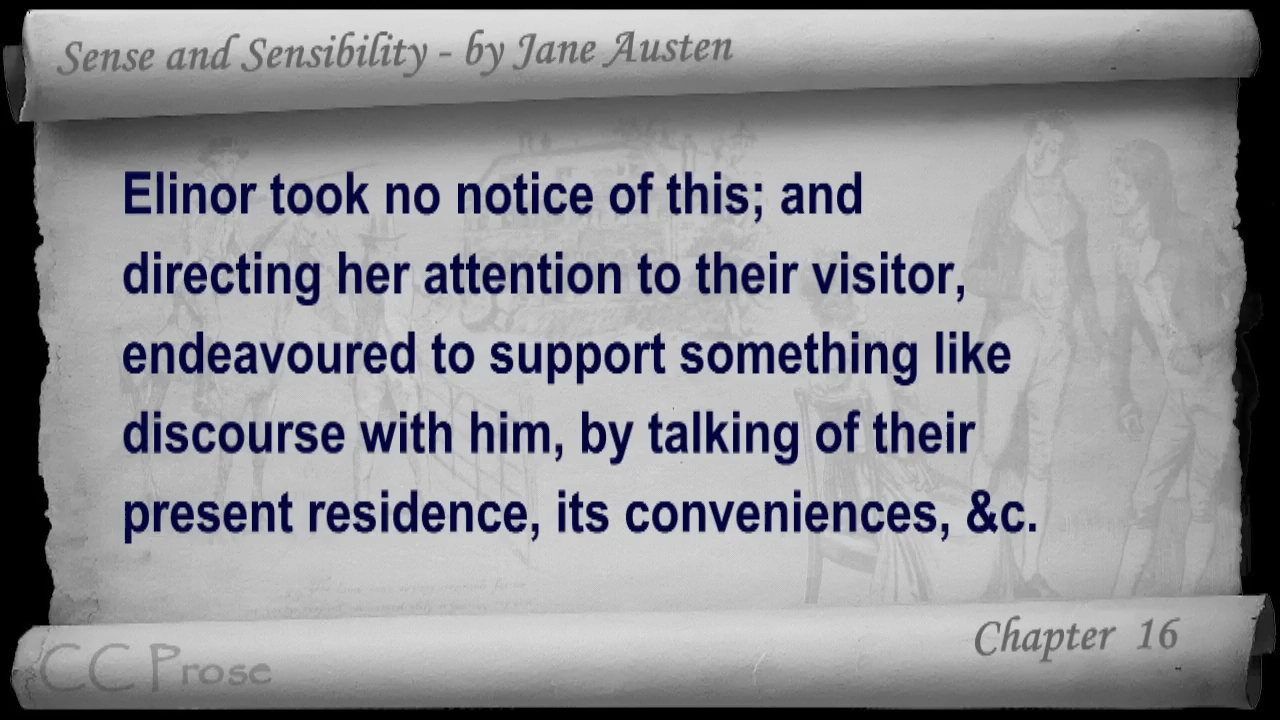 Sense and Sensibility - by Jane Austen
Elinor took no notice of this; and
directing her attention to their visitor,
endeavoured to support something like
discourse with him, by talking of their
present residence, its conveniences, &c.
Chapter 16
CC Prose